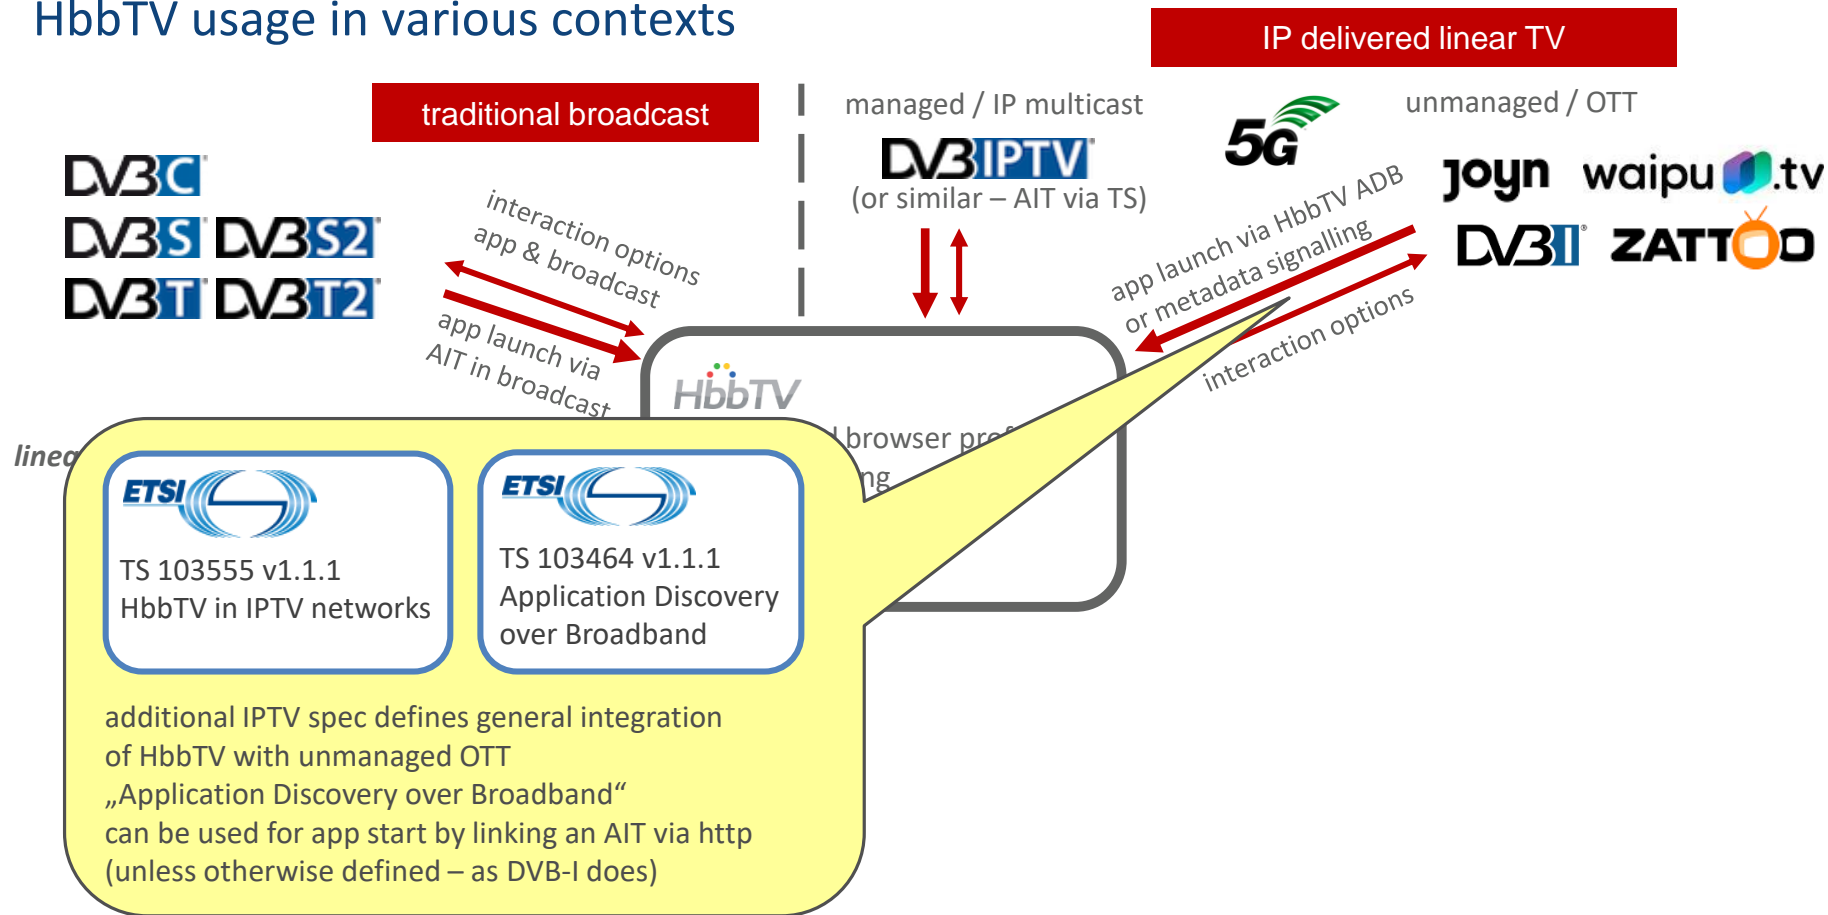 HbbTV usage in various contexts
IP delivered linear TV
traditional broadcast
managed / IP multicast
unmanaged / OTT
DVB C
DVB S DVB S2
DVB T DVB T2
DVB IPTV
(or similar – AIT via TS)
5G
joyn waipu.tv
DVB I ZATTOO
interaction options
app & broadcast
app launch via
AIT in broadcast
app launch via HbbTV ADB
or metadata signalling
interaction options
HbbTV
browser
ng
ETSI
TS 103555 v1.1.1
HbbTV in IPTV networks
ETSI
TS 103464 v1.1.1
Application Discovery
over Broadband
additional IPTV spec defines general integration
of HbbTV with unmanaged OTT
„Application Discovery over Broadband“
can be used for app start by linking an AIT via http
(unless otherwise defined – as DVB-I does)